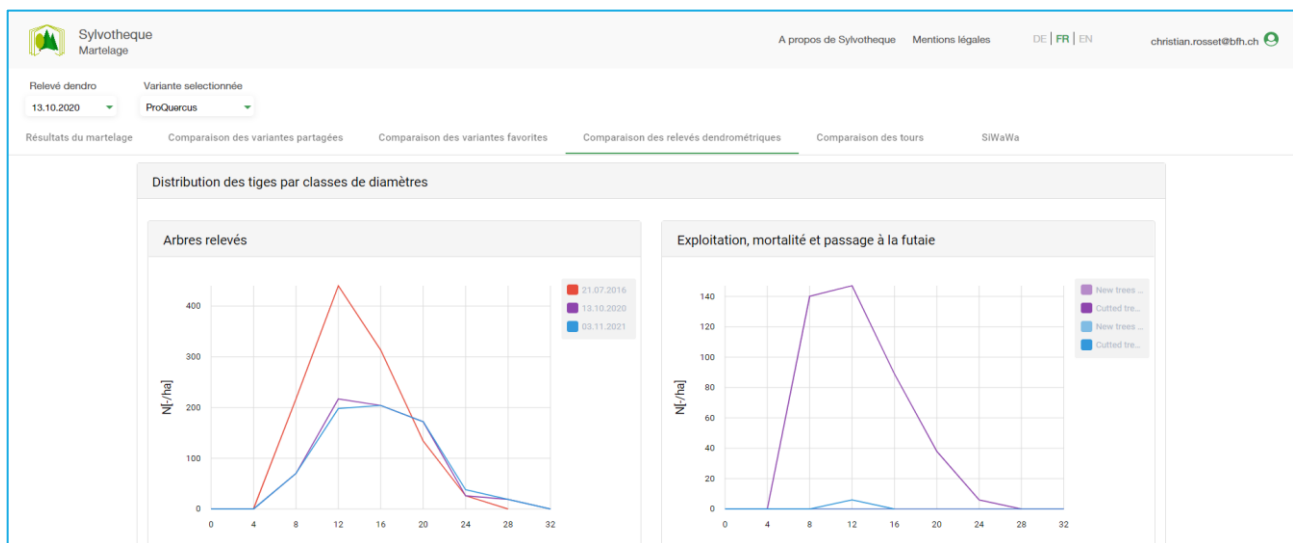 Sylvotheque
Martelage
A propos de Sylvotheque Mentions légales DE | FR | EN christian.rosset@bfh.ch
Relevé dendro Variante selectionnée
13.10.2020 ProQuercus
Résultats du martelage Comparaison des variantes partagées Comparaison des variantes favorites Comparaison des relevés dendrométriques Comparaison des tours SiWaWa
Distribution des tiges par classes de diamètres
Arbres relevés
N[-/ha]
400
300
200
100
0
0 4 8 12 16 20 24 28 32
21.07.2016
13.10.2020
03.11.2021
Exploitation, mortalité et passage à la futaie
N[-/ha]
140
120
100
80
60
40
20
0
0 4 8 12 16 20 24 28 32
New trees ...
Cutted tre...
New trees ...
Cutted tre...